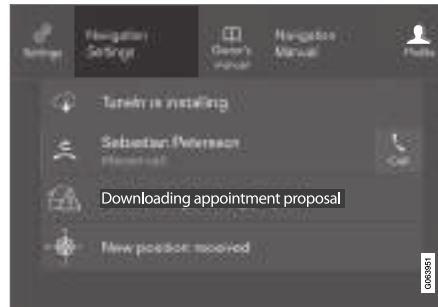 Settings
Navigation
Settings
Owner's
manual
Navigation
Manual
Profile
TuneIn is installing
Sebastian Peterson
Missed call
Call
Downloading appointment proposal
New position received
G063951